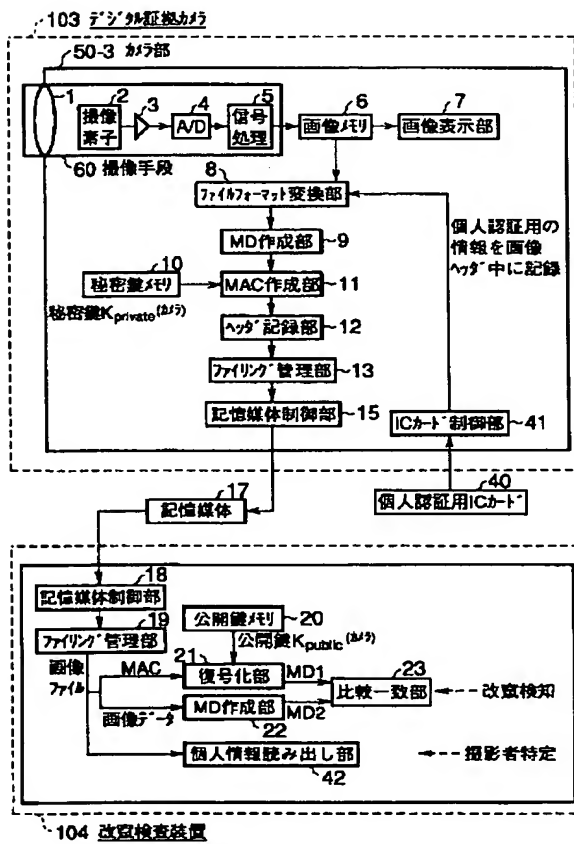 103 デジタル証拠カメラ
50-3 カメラ部
1
2
3
4
5
6
7
撮像
素子
A/D
信号
処理
画像メモリ
画像表示部
60 撮像手段
8
ファイルフォーマット変換部
個人認証用の
情報を画像
ヘッダ中に記録
MD作成部
9
10
秘密鍵メモリ
MAC作成部
11
秘密鍵Kprivate(カメラ)
ヘッダ記録部
12
ファイリング管理部
13
記憶媒体制御部
15
ICカード制御部
41
40
個人認証用ICカード
17
記憶媒体
18
記憶媒体制御部
19
ファイリング管理部
公開鍵メモリ
20
公開鍵Kpublic(カメラ)
画像
ファイル
MAC
21
復号化部
MD1
23
比較一致部
改竄検知
画像データ
MD作成部
MD2
22
個人情報読み出し部
42
撮影者特定
104 改竄検査装置